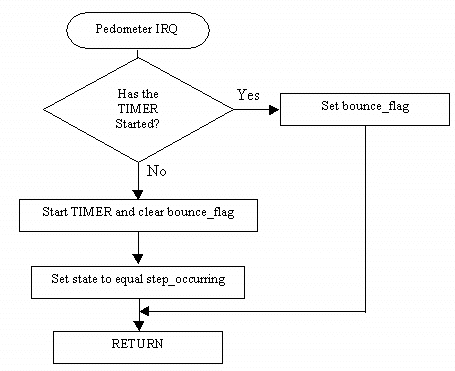 Pedometer IRQ
Has the
TIMER
Started?
Yes
Set bounce_flag
No
Start TIMER and clear bounce_flag
Set state to equal step_occurring
RETURN